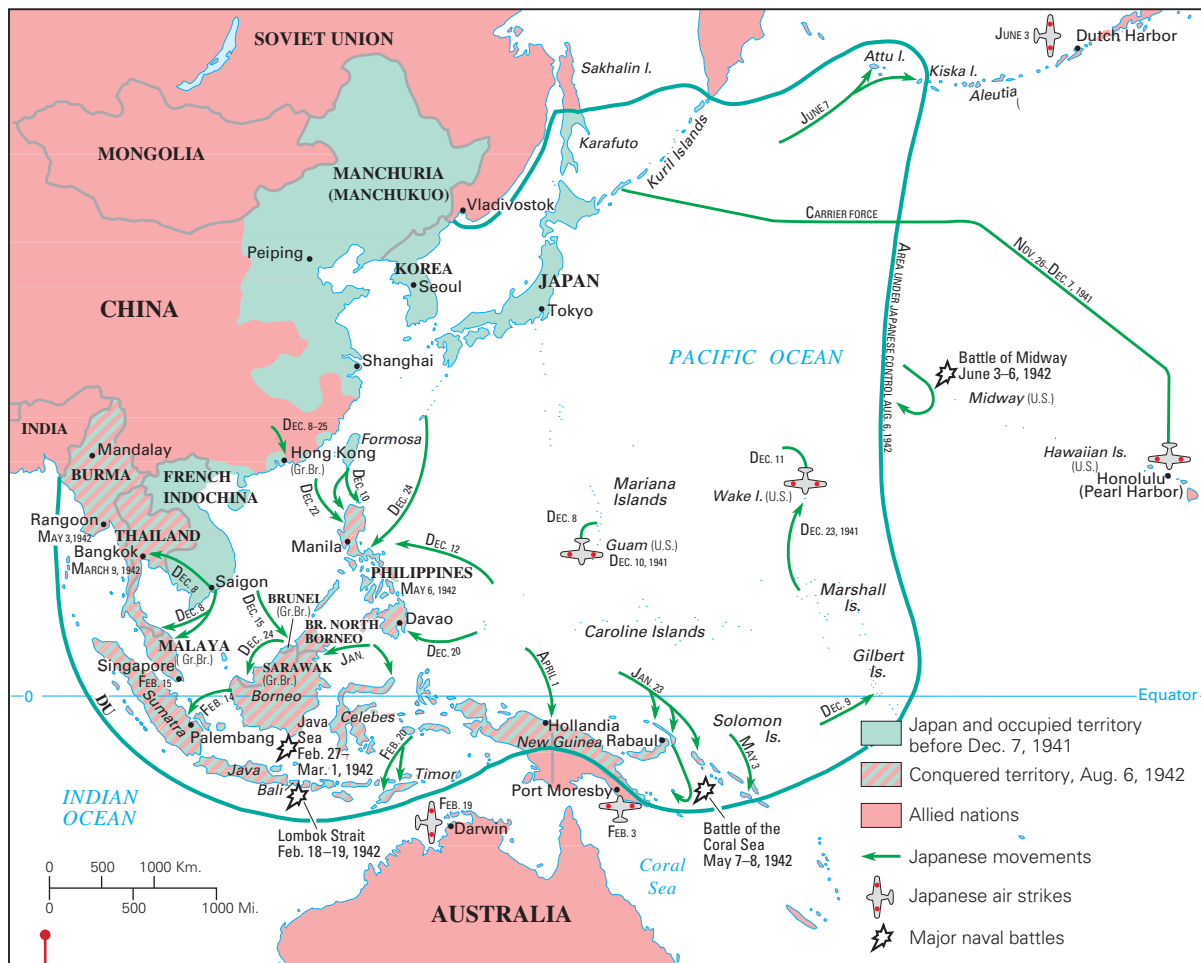 SOVIET UNION
MONGOLIA
MANCHURIA
(MANCHUKUO)
Vladivostok
Peiping
KOREA
Seoul
JAPAN
Tokyo
CHINA
Shanghai
Sakhalin I.
Karafuto
Kuril Islands
Attu I.
Kiska I.
Aleutia
(
JUNE 3
Dutch Harbor
JUNE 7
CARRIER FORCE
NOV. 26–DEC. 7, 1941
AREA UNDER JAPANESE CONTROL AUG. 6, 1942
PACIFIC OCEAN
Battle of Midway
June 3–6, 1942
Midway (U.S.)
Hawaiian Is.
(U.S.)
Honolulu
(Pearl Harbor)
INDIA
Mandalay
BURMA
Rangoon
MAY 3,1942
THAILAND
Bangkok
MARCH 9, 1942
FRENCH
INDOCHINA
Saigon
DEC. 8–25
Hong Kong
(Gr.Br.)
Formosa
DEC. 22
DEC. 10
DEC. 24
Manila
DEC. 12
PHILIPPINES
MAY 6, 1942
Davao
DEC. 20
Mariana
Islands
DEC. 8
Guam (U.S.)
DEC. 10, 1941
DEC. 11
Wake I. (U.S.)
DEC. 23, 1941
Marshall
Is.
Caroline Islands
Gilbert
Is.
DEC. 9
DEC. 8
DEC. 8
DEC. 15
DEC. 24
BRUNEI
(Gr.Br.)
BR. NORTH
BORNEO
JAN.
SARAWAK
(Gr.Br.)
Borneo
MALAYA
(Gr.Br.)
Singapore
FEB. 15
FEB. 14
Sumatra
Palembang
DU
0
Equator
Java
Sea
Feb. 27–
Mar. 1, 1942
Celebes
FEB. 20
Java
Bali
Timor
Lombok Strait
Feb. 18–19, 1942
INDIAN
OCEAN
APRIL 1
Hollandia
New Guinea
Rabaul
JAN. 23
Solomon
Is.
MAY 3
Port Moresby
FEB. 3
FEB. 19
Darwin
Battle of the
Coral Sea
May 7–8, 1942
Coral
Sea
AUSTRALIA
0 500 1000 Km.
0 500 1000 Mi.
Japan and occupied territory
before Dec. 7, 1941
Conquered territory, Aug. 6, 1942
Allied nations
Japanese movements
Japanese air strikes
Major naval battles